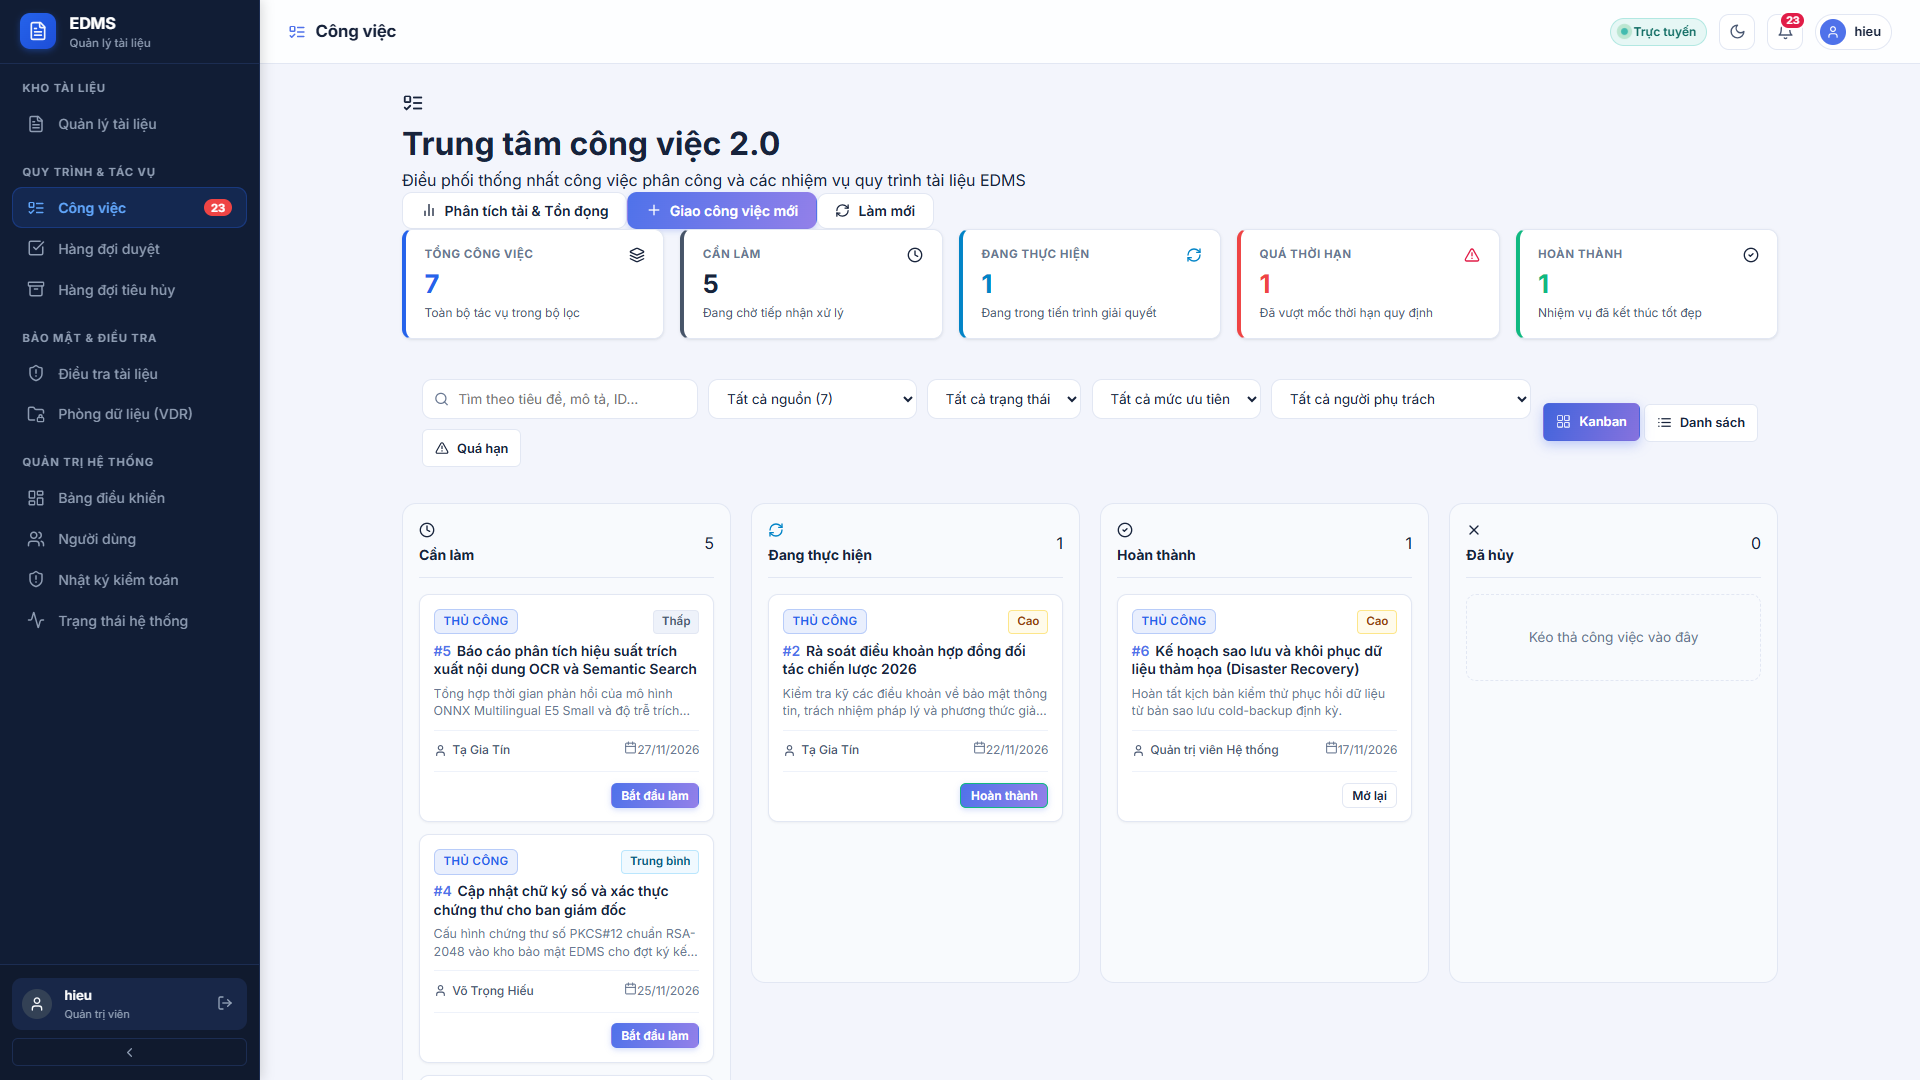 EDMS
Quản lý tài liệu
KHO TÀI LIỆU
Quản lý tài liệu
QUY TRÌNH & TÁC VỤ
Công việc
23
Hàng đợi duyệt
Hàng đợi tiêu hủy
BẢO MẬT & ĐIỀU TRA
Điều tra tài liệu
Phòng dữ liệu (VDR)
QUẢN TRỊ HỆ THỐNG
Bảng điều khiển
Người dùng
Nhật ký kiểm toán
Trạng thái hệ thống
hieu
Quản trị viên
Công việc
Trực tuyến
23
hieu
Trung tâm công việc 2.0
Điều phối thống nhất công việc phân công và các nhiệm vụ quy trình tài liệu EDMS
Phân tích tải & Tồn đọng
Giao công việc mới
Làm mới
TỔNG CÔNG VIỆC
7
Toàn bộ tác vụ trong bộ lọc
CẦN LÀM
5
Đang chờ tiếp nhận xử lý
ĐANG THỰC HIỆN
1
Đang trong tiến trình giải quyết
QUÁ THỜI HẠN
1
Đã vượt mốc thời hạn quy định
HOÀN THÀNH
1
Nhiệm vụ đã kết thúc tốt đẹp
Tìm theo tiêu đề, mô tả, ID...
Tất cả nguồn (7)
Tất cả trạng thái
Tất cả mức ưu tiên
Tất cả người phụ trách
Quá hạn
Kanban
Danh sách
Cần làm
5
THỦ CÔNG
Thấp
#5 Báo cáo phân tích hiệu suất trích
xuất nội dung OCR và Semantic Search
Tổng hợp thời gian phản hồi của mô hình
ONNX Multilingual E5 Small và độ trễ trích...
Tạ Gia Tín
27/11/2026
Bắt đầu làm
THỦ CÔNG
Trung bình
#4 Cập nhật chữ ký số và xác thực
chứng thư cho ban giám đốc
Cấu hình chứng thư số PKCS#12 chuẩn RSA-
2048 vào kho bảo mật EDMS cho đợt ký kế...
Võ Trọng Hiếu
25/11/2026
Bắt đầu làm
Đang thực hiện
1
THỦ CÔNG
Cao
#2 Rà soát điều khoản hợp đồng đối
tác chiến lược 2026
Kiểm tra kỹ các điều khoản về bảo mật thông
tin, trách nhiệm pháp lý và phương thức giả...
Tạ Gia Tín
22/11/2026
Hoàn thành
Hoàn thành
1
THỦ CÔNG
Cao
#6 Kế hoạch sao lưu và khôi phục dữ
liệu thảm họa (Disaster Recovery)
Hoàn tất kịch bản kiểm thử phục hồi dữ liệu
từ bản sao lưu cold-backup định kỳ.
Quản trị viên Hệ thống
17/11/2026
Mở lại
Đã hủy
0
Kéo thả công việc vào đây